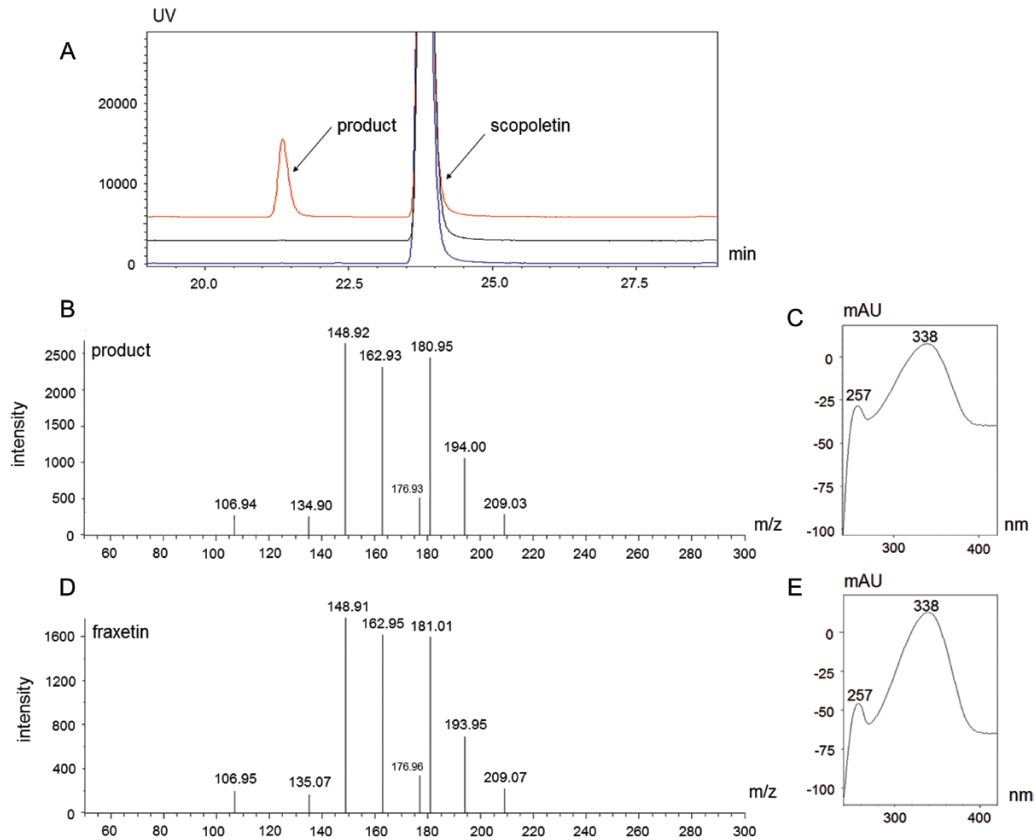 UV
A
20000
product
scopoletin
10000
0
min
20.0 22.5 25.0 27.5
B
product
2500
2000
1500
1000
500
0
intensity
148.92
162.93
180.95
194.00
176.93
209.03
106.94
134.90
m/z
60 80 100 120 140 160 180 200 220 240 260 280 300
C
mAU
338
257
0
-25
-50
-75
-100
nm
300 400
D
fraxetin
1600
1200
800
400
0
intensity
148.91
162.95
181.01
193.95
176.96
209.07
106.95
135.07
m/z
60 80 100 120 140 160 180 200 220 240 260 280 300
E
mAU
338
257
0
-25
-50
-75
-100
nm
300 400